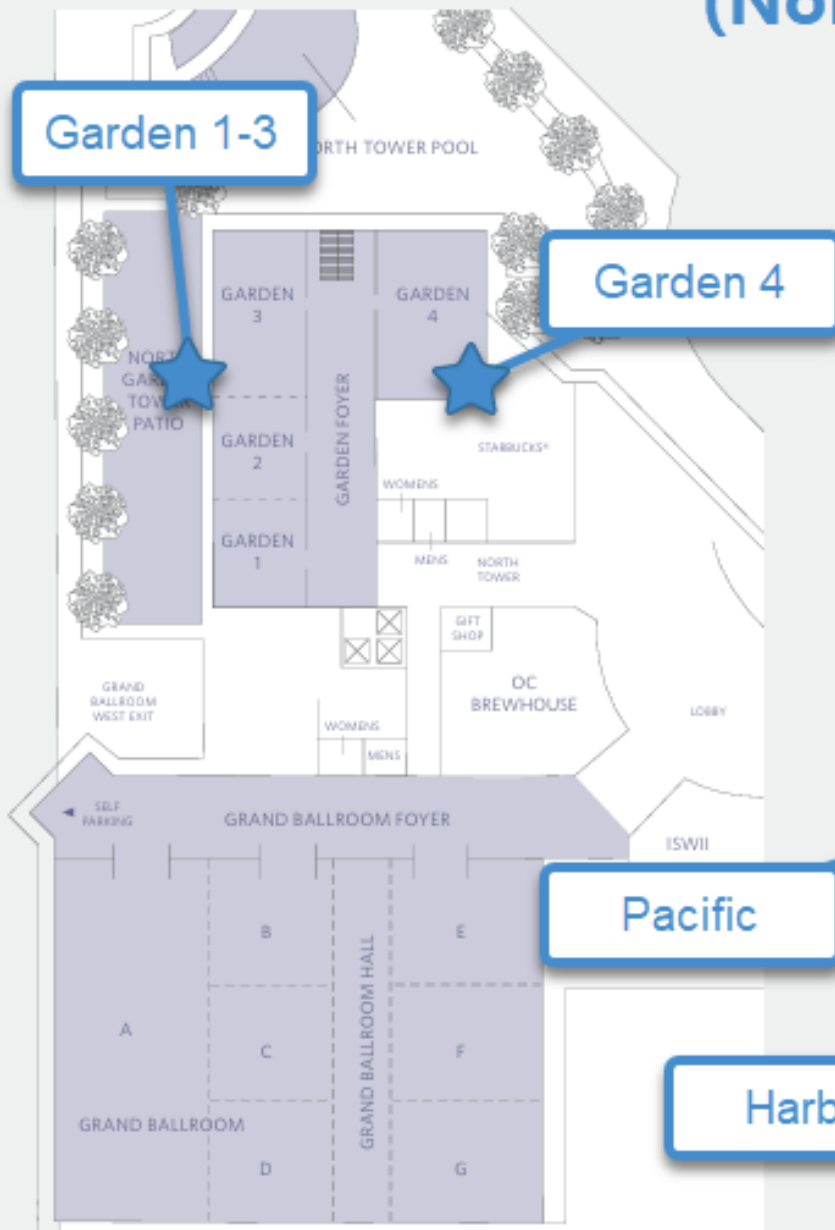 (Nor
Garden 1-3
ORTH TOWER POOL
Garden 4
GARDEN
3
GARDEN
4
NORTH
GARDEN
TOWER
PATIO
GARDEN
2
GARDEN FOYER
STARBUCKS®
WOMENS
GARDEN
1
MENS
NORTH
TOWER
GIFT
SHOP
OC
BREWHOUSE
GRAND
BALLROOM
WEST EXIT
LOBBY
WOMENS
MENS
SELF
PARKING
GRAND BALLROOM FOYER
ISWII
Pacific
B
E
A
C
GRAND BALLROOM HALL
F
Harb
GRAND BALLROOM
D
G